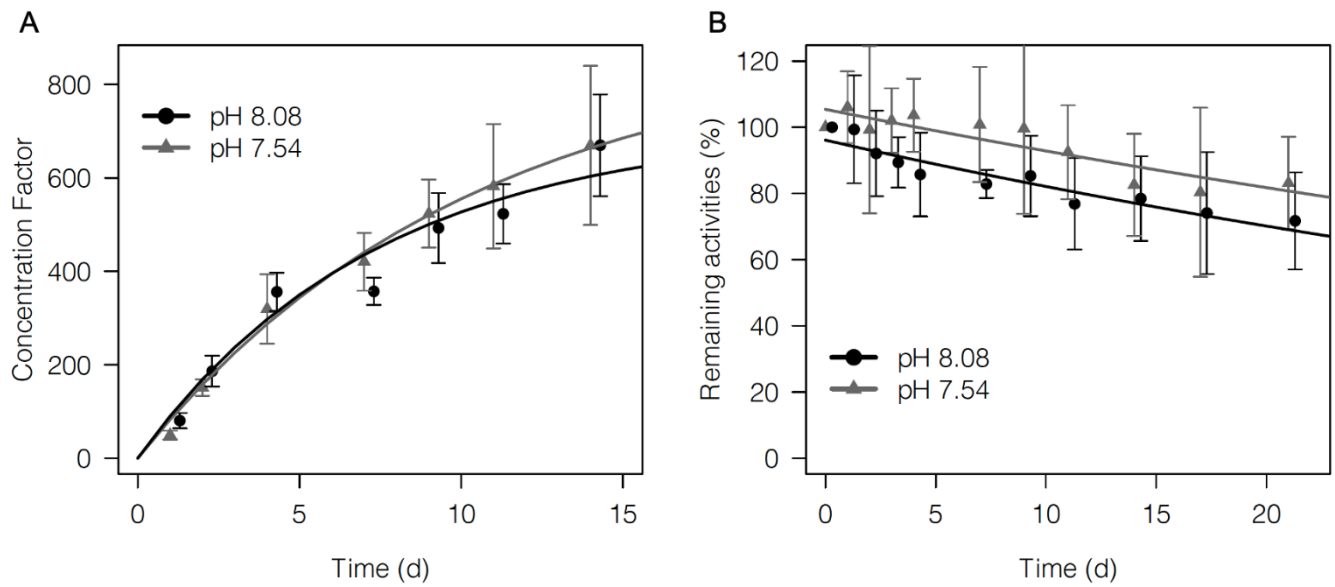 A
Concentration Factor
800
600
400
200
0
pH 8.08
pH 7.54
0 5 10 15
Time (d)
B
Remaining activities (%)
120
100
80
60
40
20
0
pH 8.08
pH 7.54
0 5 10 15 20
Time (d)